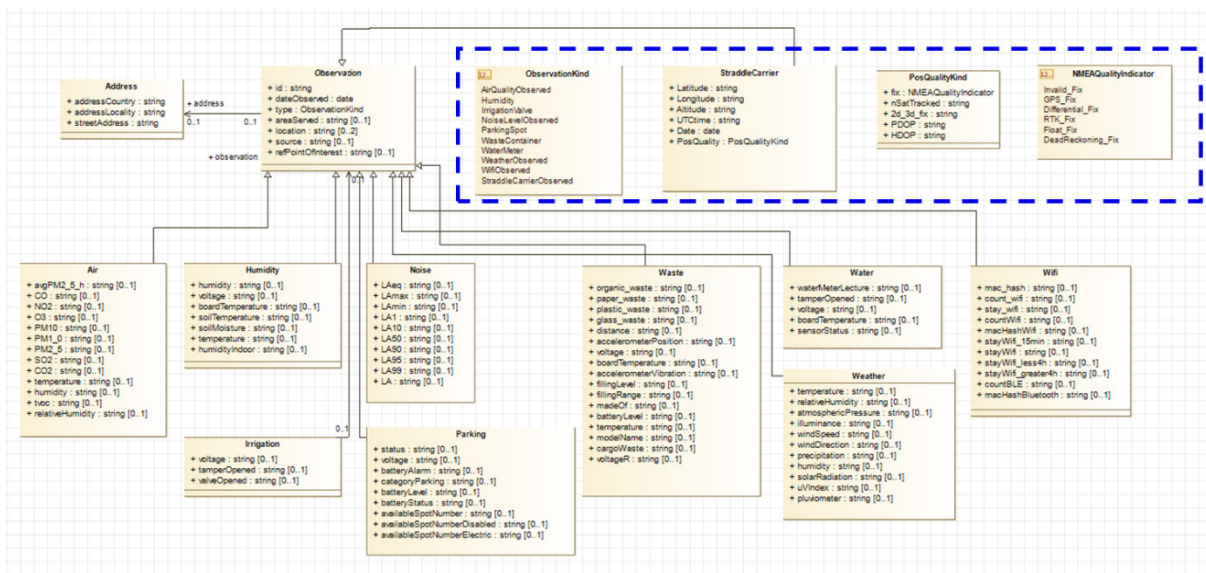 Observation
+ id : string
+ dateObserved : date
+ type : ObservationKind
+ areaServed : string [0..1]
+ location : string [0..2]
+ source : string [0..1]
+ refPointOfInterest : string [0..1]
Address
+ addressCountry : string
+ addressLocality : string
+ streetAddress : string
+ address
0..1
0..1
+ observation
0..1
ObservationKind
AirQualityObserved
Humidity
IrrigationValve
NoiseLevelObserved
ParkingSpot
WasteContainer
WaterMeter
WeatherObserved
WifiObserved
StraddleCarrierObserved
StraddleCarrier
+ Latitude : string
+ Longitude : string
+ Altitude : string
+ UTCtime : string
+ Date : date
+ PosQuality : PosQualityKind
PosQualityKind
+ fix : NMEAQualityIndicator
+ nSatTracked : string
+ 2d_3d_fix : string
+ PDOP : string
+ HDOP : string
NMEAQualityIndicator
Invalid_Fix
GPS_Fix
Differential_Fix
RTK_Fix
Float_Fix
DeadReckoning_Fix
Air
+ avgPM2_5_h : string [0..1]
+ CO : string [0..1]
+ NO2 : string [0..1]
+ O3 : string [0..1]
+ PM10 : string [0..1]
+ PM1_0 : string [0..1]
+ PM2_5 : string [0..1]
+ SO2 : string [0..1]
+ CO2 : string [0..1]
+ temperature : string [0..1]
+ humidity : string [0..1]
+ tvoc : string [0..1]
+ relativeHumidity : string [0..1]
Humidity
+ humidity : string [0..1]
+ voltage : string [0..1]
+ boardTemperature : string [0..1]
+ soilTemperature : string [0..1]
+ soilMoisture : string [0..1]
+ temperature : string [0..1]
+ humidityIndoor : string [0..1]
Noise
+ LAeq : string [0..1]
+ LAmax : string [0..1]
+ LAmin : string [0..1]
+ LA1 : string [0..1]
+ LA10 : string [0..1]
+ LA50 : string [0..1]
+ LA90 : string [0..1]
+ LA95 : string [0..1]
+ LA99 : string [0..1]
+ LA : string [0..1]
Waste
+ organic_waste : string [0..1]
+ paper_waste : string [0..1]
+ plastic_waste : string [0..1]
+ glass_waste : string [0..1]
+ distance : string [0..1]
+ accelerometerPosition : string [0..1]
+ voltage : string [0..1]
+ boardTemperature : string [0..1]
+ accelerometerVibration : string [0..1]
+ fillingLevel : string [0..1]
+ fillingRange : string [0..1]
+ madeOf : string [0..1]
+ batteryLevel : string [0..1]
+ temperature : string [0..1]
+ modelName : string [0..1]
+ cargoWaste : string [0..1]
+ voltageR : string [0..1]
Water
+ waterMeterLecture : string [0..1]
+ tamperOpened : string [0..1]
+ voltage : string [0..1]
+ boardTemperature : string [0..1]
+ sensorStatus : string [0..1]
Wifi
+ mac_hash : string [0..1]
+ count_wifi : string [0..1]
+ stay_wifi : string [0..1]
+ countWifi : string [0..1]
+ macHashWifi : string [0..1]
+ stayWifi_15min : string [0..1]
+ stayWifi : string [0..1]
+ stayWifi_less4h : string [0..1]
+ stayWifi_greater4h : string [0..1]
+ countBLE : string [0..1]
+ macHashBluetooth : string [0..1]
Weather
+ temperature : string [0..1]
+ relativeHumidity : string [0..1]
+ atmosphericPressure : string [0..1]
+ illuminance : string [0..1]
+ windSpeed : string [0..1]
+ windDirection : string [0..1]
+ precipitation : string [0..1]
+ humidity : string [0..1]
+ solarRadiation : string [0..1]
+ uVIndex : string [0..1]
+ pluviometer : string [0..1]
0..1
Irrigation
+ voltage : string [0..1]
+ tamperOpened : string [0..1]
+ valveOpened : string [0..1]
Parking
+ status : string [0..1]
+ voltage : string [0..1]
+ batteryAlarm : string [0..1]
+ categoryParking : string [0..1]
+ batteryLevel : string [0..1]
+ batteryStatus : string [0..1]
+ availableSpotNumber : string [0..1]
+ availableSpotNumberDisabled : string [0..1]
+ availableSpotNumberElectric : string [0..1]